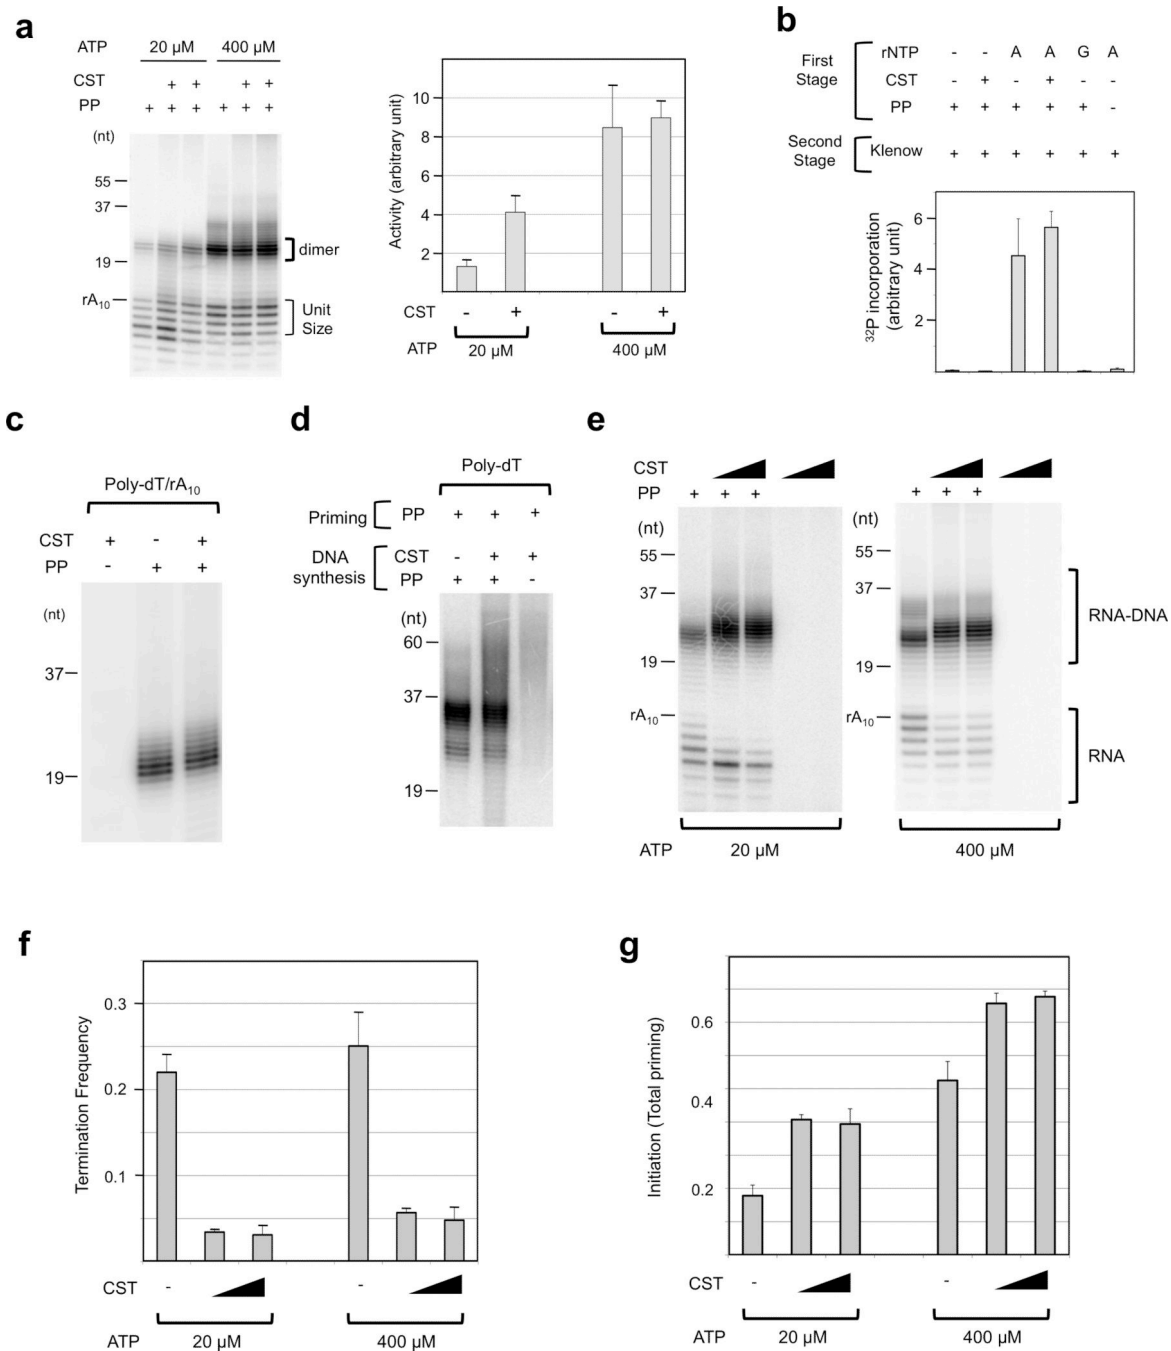 a
ATP 20 µM 400 µM
CST + + + +
PP + + + + + +
(nt)
55
37
19
rA10
dimer
Unit
Size
Activity (arbitrary unit)
10
8
6
4
2
CST - + - +
ATP 20 µM 400 µM
b
First
Stage
rNTP - - A A G A
CST - + - + - -
PP + + + + + -
Second
Stage
Klenow + + + + + +
32P incorporation
(arbitrary unit)
6
4
2
c
Poly-dT/rA10
CST + - +
PP - + +
(nt)
37
19
d
Poly-dT
Priming PP + + +
DNA
synthesis
CST - + +
PP + + -
(nt)
60
37
19
e
CST
PP + + + + + +
(nt)
55
37
19
rA10
(nt)
55
37
19
rA10
RNA-DNA
RNA
ATP 20 µM 400 µM
f
Termination Frequency
0.3
0.2
0.1
CST - -
ATP 20 µM 400 µM
g
Initiation (Total priming)
0.6
0.4
0.2
CST - -
ATP 20 µM 400 µM